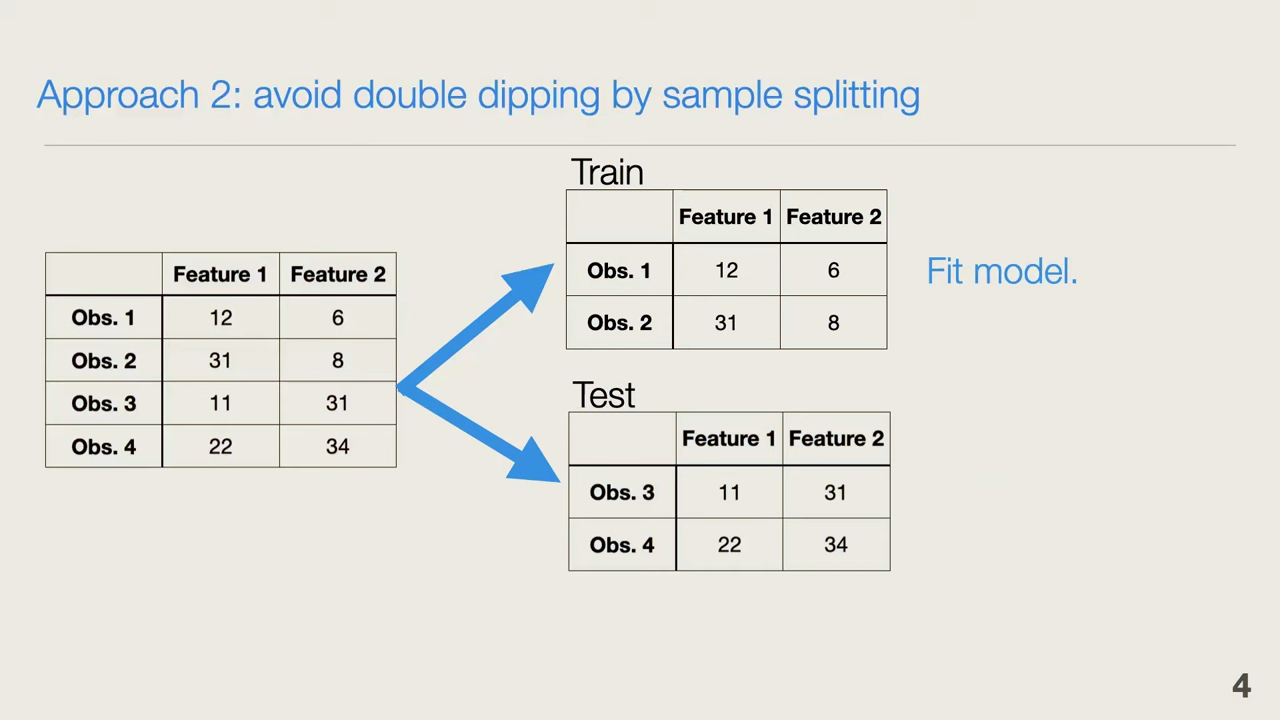 Approach 2: avoid double dipping by sample splitting
Feature 1 Feature 2
Obs. 1 12 6
Obs. 2 31 8
Obs. 3 11 31
Obs. 4 22 34
Train
Feature 1 Feature 2
Obs. 1 12 6
Obs. 2 31 8
Fit model.
Test
Feature 1 Feature 2
Obs. 3 11 31
Obs. 4 22 34
4